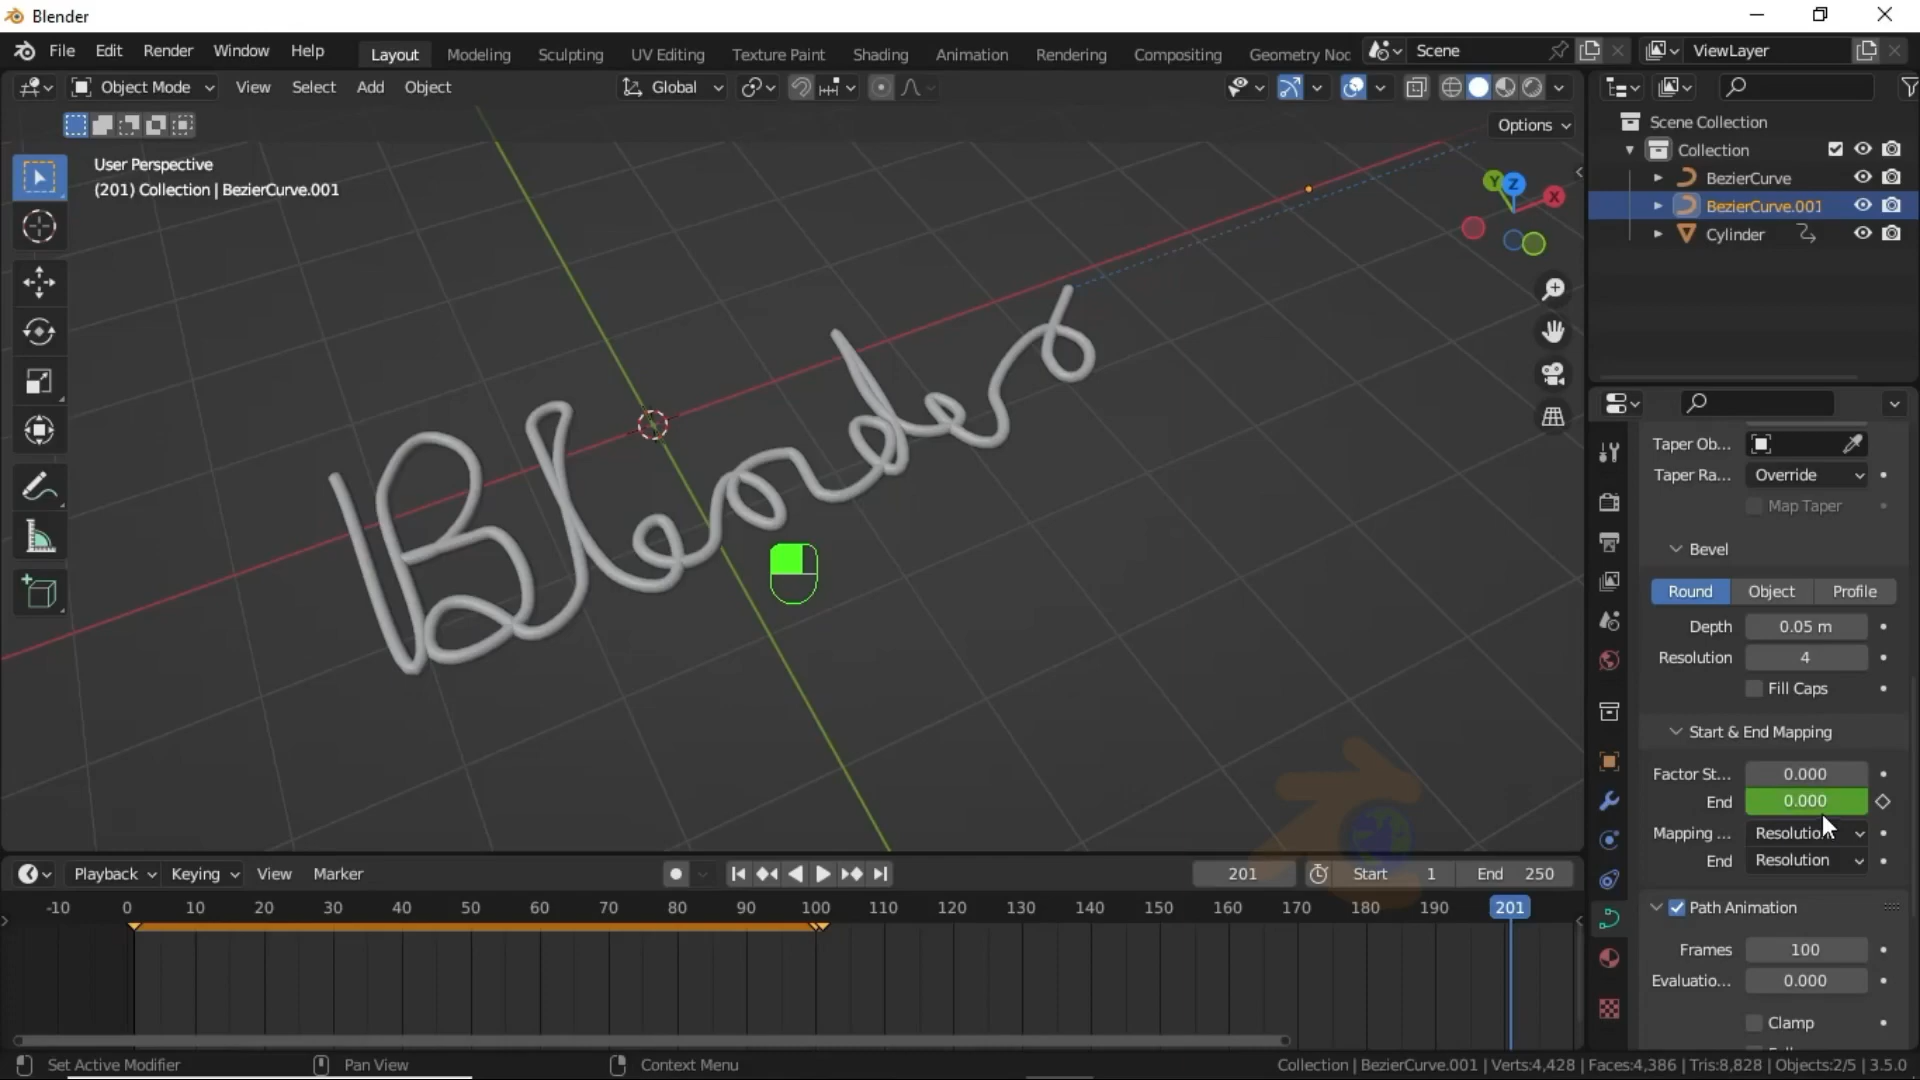 Blender
File Edit Render Window Help Layout Modeling Sculpting UV Editing Texture Paint Shading Animation Rendering Compositing Geometry Noc Scene ViewLayer
Object Mode View Select Add Object Global
Options
User Perspective
(201) Collection | BezierCurve.001
Y Z X
Scene Collection
Collection
BezierCurve
BezierCurve.001
Cylinder
Blender
Taper Ob...
Taper Ra... Override
Map Taper
Bevel
Round Object Profile
Depth 0.05 m
Resolution 4
Fill Caps
Start & End Mapping
Factor St... 0.000
End 0.000
Mapping ... Resolution
End Resolution
Path Animation
Frames 100
Evaluatio... 0.000
Clamp
Playback Keying View Marker 201 Start 1 End 250
-10 0 10 20 30 40 50 60 70 80 90 100 110 120 130 140 150 160 170 180 190 201
Set Active Modifier Pan View Context Menu Collection | BezierCurve.001 | Verts:4,428 | Faces:4,386 | Tris:8,828 | Objects:2/5 | 3.5.0